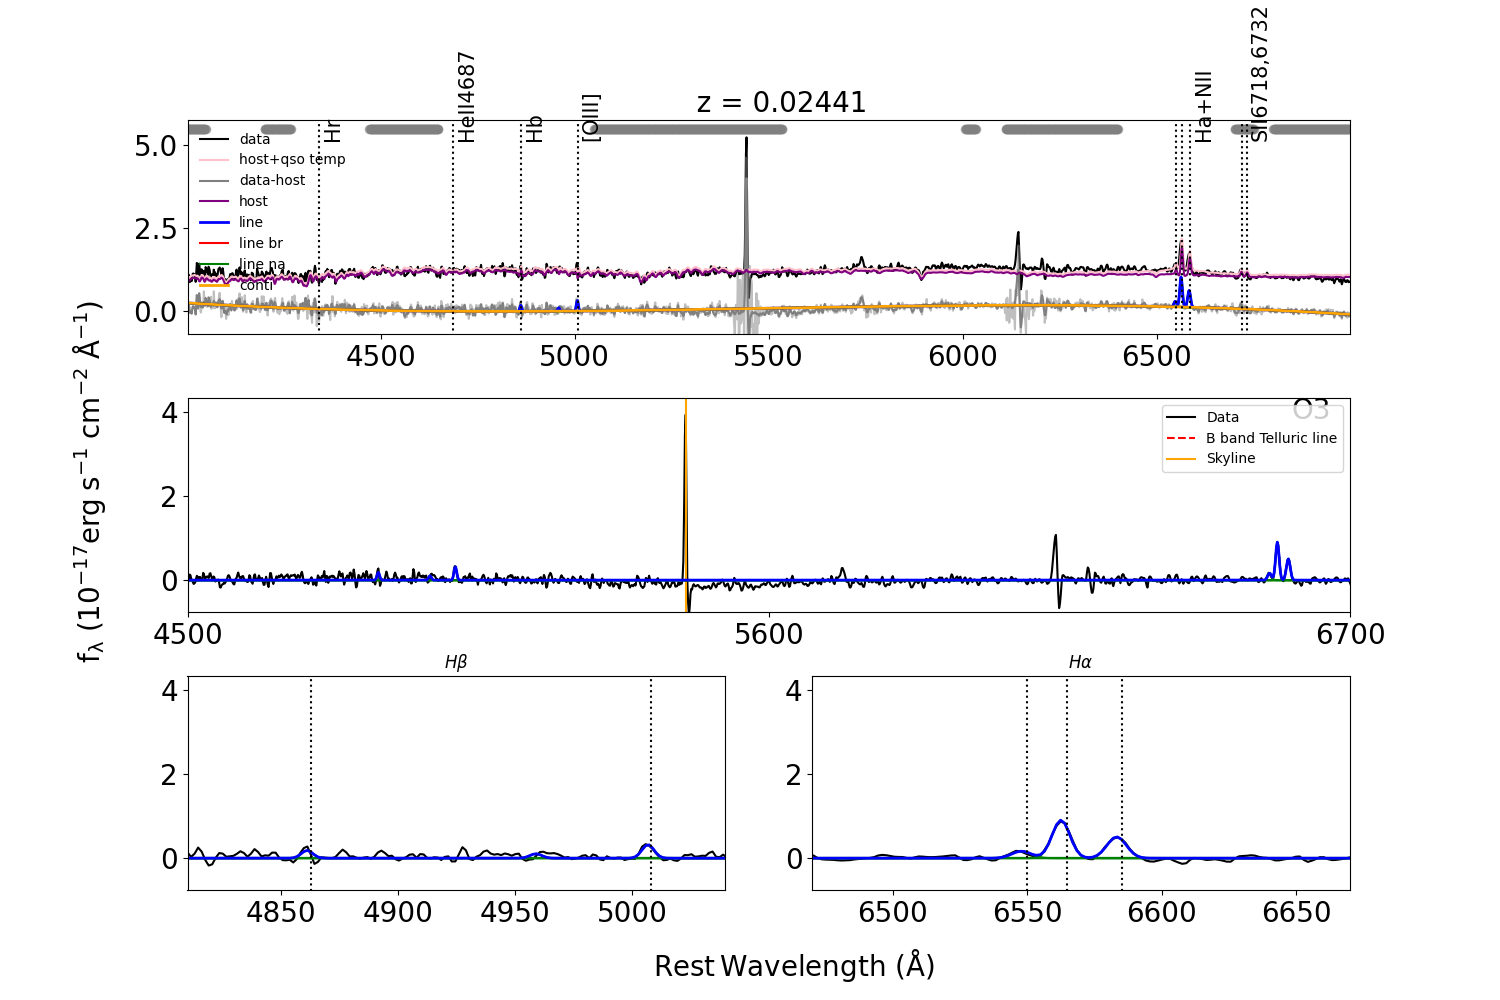 SII6718,6732
HeII4687
Ha+NII
z = 0.02441
Hr
Hb
[OIII]
data
host+qso temp
data-host
host
line
line br
line na
conti
5.0
2.5
0.0
4500 5000 5500 6000 6500
fλ (10⁻¹⁷erg s⁻¹ cm⁻² Å⁻¹)
O3
Data
B band Telluric line
Skyline
4
2
0
4500 5600 6700
Hβ
4
2
0
4850 4900 4950 5000
Hα
4
2
0
6500 6550 6600 6650
Rest Wavelength (Å)